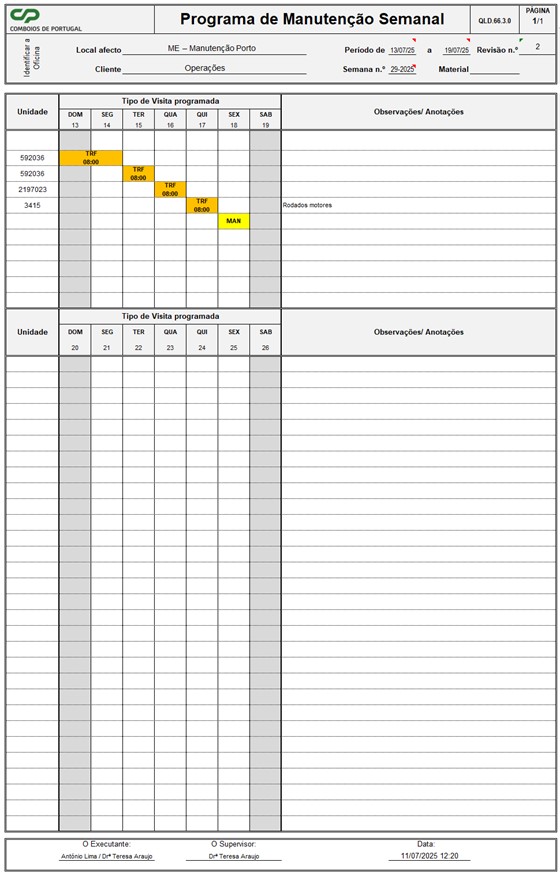 CP
COMBOIOS DE PORTUGAL
Programa de Manutenção Semanal
QLD.66.3.0
PÁGINA
1/1
Identificar a
Oficina
Local afecto ME – Manutenção Porto Periodo de 13/07/25 a 19/07/25 Revisão n.º 2
Cliente Operações Semana n.º 29-2025 Material
Unidade Tipo de Visita programada Observações/ Anotações
DOM SEG TER QUA QUI SEX SAB
13 14 15 16 17 18 19
592036 TRF 08:00
592036 TRF 08:00
2197023 TRF 08:00
3415 TRF 08:00 Rodados motores
MAN
Unidade Tipo de Visita programada Observações/ Anotações
DOM SEG TER QUA QUI SEX SAB
20 21 22 23 24 25 26
O Executante: O Supervisor: Data:
António Lima / Drª Teresa Araujo Drª Teresa Araujo 11/07/2025 12:20